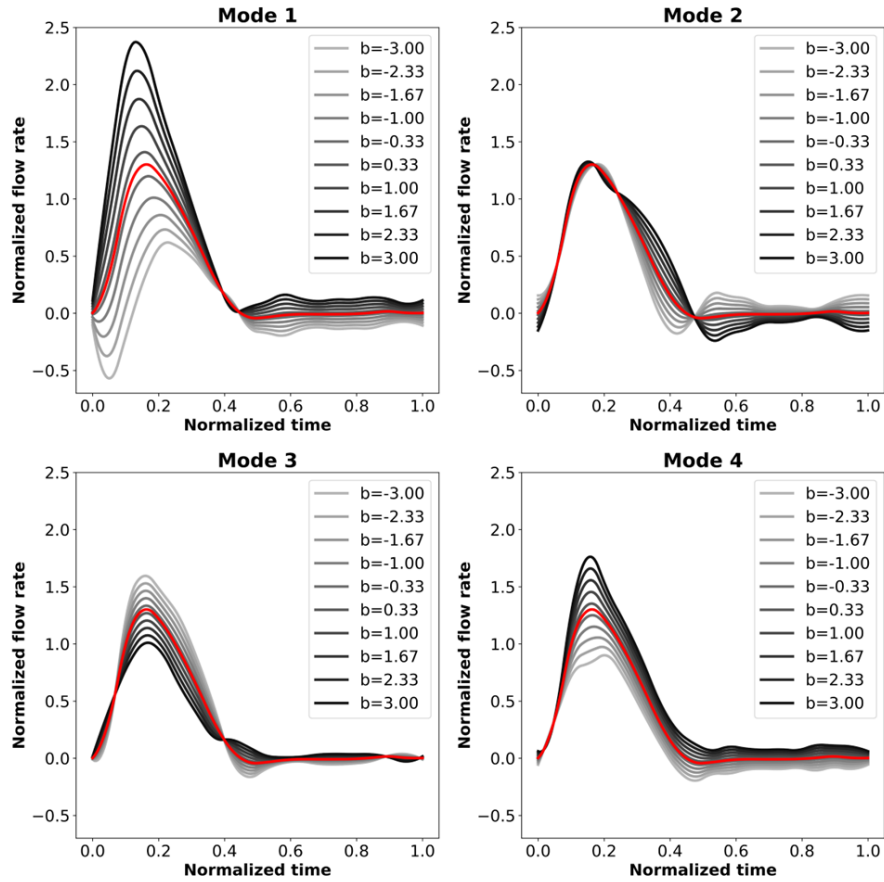 Mode 1
Normalized flow rate
2.5
2.0
1.5
1.0
0.5
0.0
−0.5
b=-3.00
b=-2.33
b=-1.67
b=-1.00
b=-0.33
b=0.33
b=1.00
b=1.67
b=2.33
b=3.00
0.0 0.2 0.4 0.6 0.8 1.0
Normalized time
Mode 2
Normalized flow rate
2.5
2.0
1.5
1.0
0.5
0.0
−0.5
b=-3.00
b=-2.33
b=-1.67
b=-1.00
b=-0.33
b=0.33
b=1.00
b=1.67
b=2.33
b=3.00
0.0 0.2 0.4 0.6 0.8 1.0
Normalized time
Mode 3
Normalized flow rate
2.5
2.0
1.5
1.0
0.5
0.0
−0.5
b=-3.00
b=-2.33
b=-1.67
b=-1.00
b=-0.33
b=0.33
b=1.00
b=1.67
b=2.33
b=3.00
0.0 0.2 0.4 0.6 0.8 1.0
Normalized time
Mode 4
Normalized flow rate
2.5
2.0
1.5
1.0
0.5
0.0
−0.5
b=-3.00
b=-2.33
b=-1.67
b=-1.00
b=-0.33
b=0.33
b=1.00
b=1.67
b=2.33
b=3.00
0.0 0.2 0.4 0.6 0.8 1.0
Normalized time